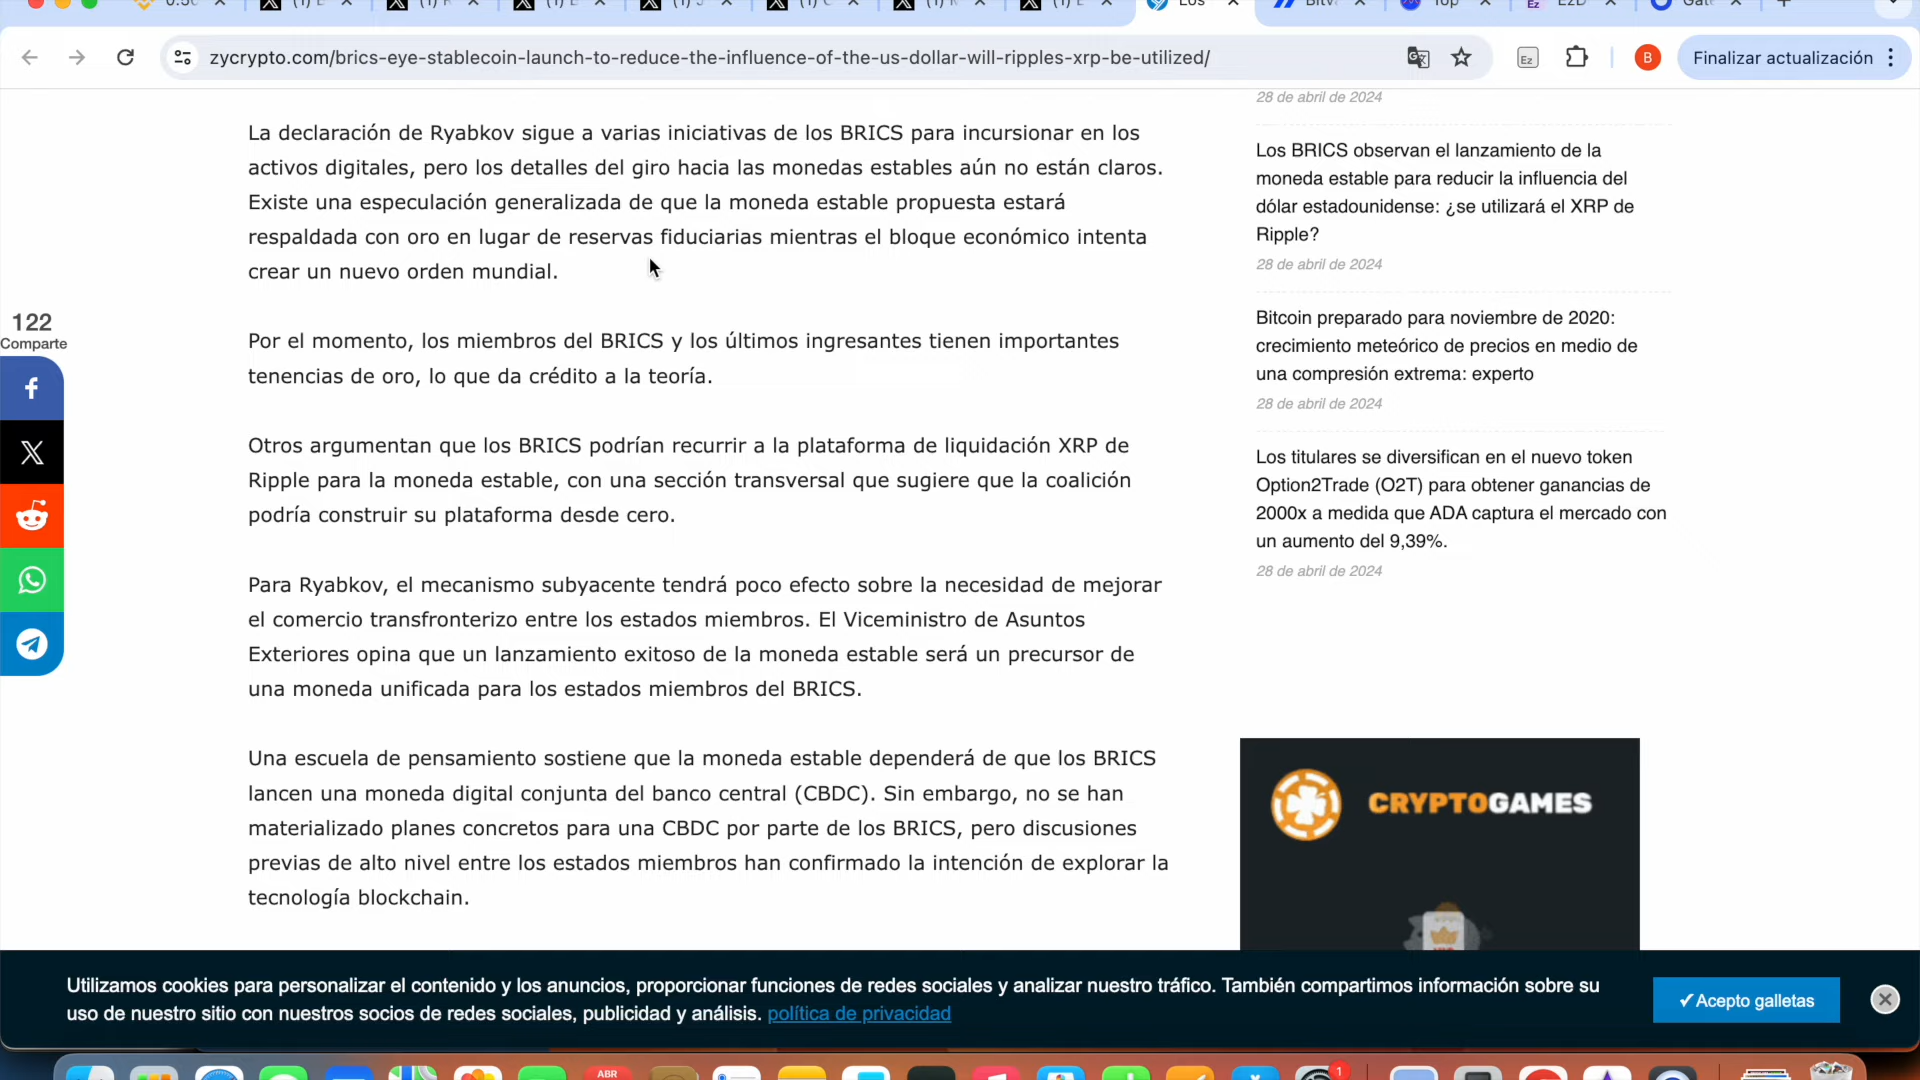 zycrypto.com/brics-eye-stablecoin-launch-to-reduce-the-influence-of-the-us-dollar-will-ripples-xrp-be-utilized/
Ez
B
Finalizar actualización
La declaración de Ryabkov sigue a varias iniciativas de los BRICS para incursionar en los
activos digitales, pero los detalles del giro hacia las monedas estables aún no están claros.
Existe una especulación generalizada de que la moneda estable propuesta estará
respaldada con oro en lugar de reservas fiduciarias mientras el bloque económico intenta
crear un nuevo orden mundial.
Por el momento, los miembros del BRICS y los últimos ingresantes tienen importantes
tenencias de oro, lo que da crédito a la teoría.
Otros argumentan que los BRICS podrían recurrir a la plataforma de liquidación XRP de
Ripple para la moneda estable, con una sección transversal que sugiere que la coalición
podría construir su plataforma desde cero.
Para Ryabkov, el mecanismo subyacente tendrá poco efecto sobre la necesidad de mejorar
el comercio transfronterizo entre los estados miembros. El Viceministro de Asuntos
Exteriores opina que un lanzamiento exitoso de la moneda estable será un precursor de
una moneda unificada para los estados miembros del BRICS.
Una escuela de pensamiento sostiene que la moneda estable dependerá de que los BRICS
lancen una moneda digital conjunta del banco central (CBDC). Sin embargo, no se han
materializado planes concretos para una CBDC por parte de los BRICS, pero discusiones
previas de alto nivel entre los estados miembros han confirmado la intención de explorar la
tecnología blockchain.
122
Comparte
28 de abril de 2024
Los BRICS observan el lanzamiento de la
moneda estable para reducir la influencia del
dólar estadounidense: ¿se utilizará el XRP de
Ripple?
28 de abril de 2024
Bitcoin preparado para noviembre de 2020:
crecimiento meteórico de precios en medio de
una compresión extrema: experto
28 de abril de 2024
Los titulares se diversifican en el nuevo token
Option2Trade (O2T) para obtener ganancias de
2000x a medida que ADA captura el mercado con
un aumento del 9,39%.
28 de abril de 2024
CRYPTOGAMES
Utilizamos cookies para personalizar el contenido y los anuncios, proporcionar funciones de redes sociales y analizar nuestro tráfico. También compartimos información sobre su
uso de nuestro sitio con nuestros socios de redes sociales, publicidad y análisis. política de privacidad
✓Acepto galletas
ABR
1